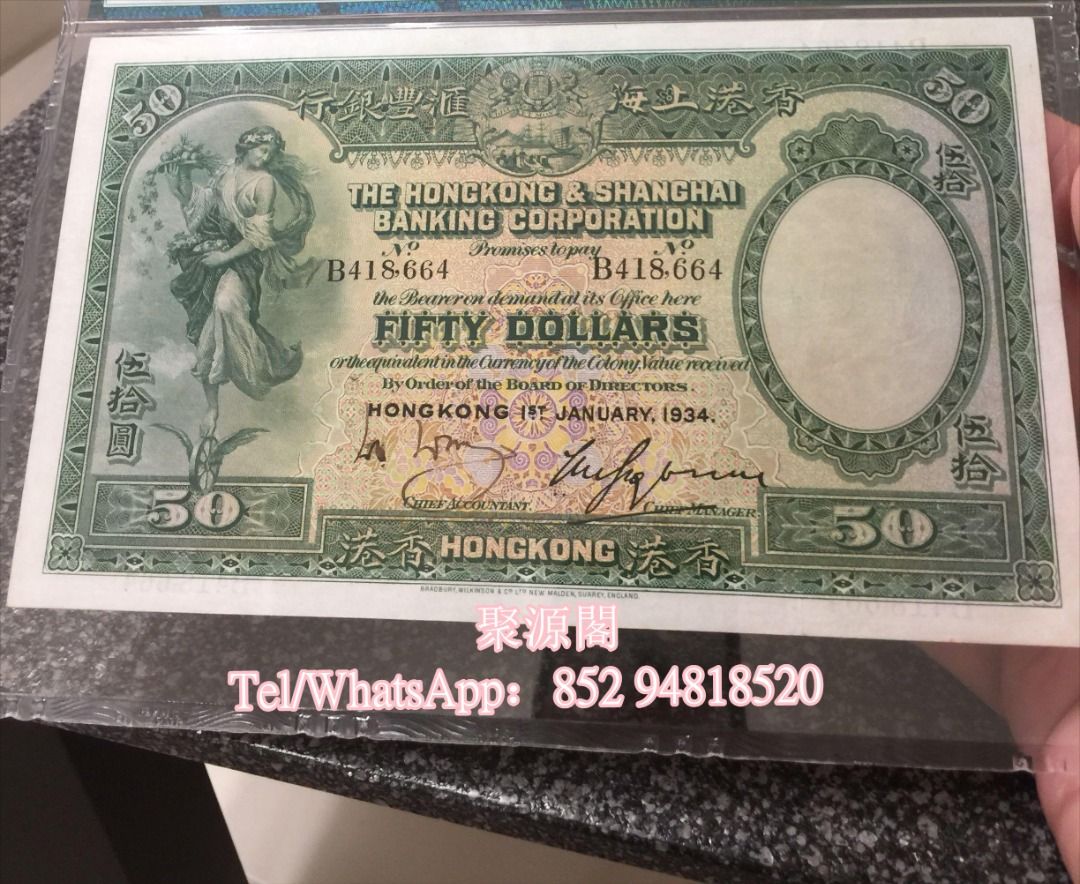 50 行銀豐滙 海上港香 50
伍拾
THE HONGKONG & SHANGHAI
BANKING CORPORATION
Nº Promises to pay Nº
B418,664 B418,664
the Bearer on demand at its Office here
FIFTY DOLLARS
or the equivalent in the Currency of the Colony, Value received
By Order of the BOARD OF DIRECTORS.
HONGKONG 1ST JANUARY, 1934.
伍拾圓
伍拾
CHIEF ACCOUNTANT. CHIEF MANAGER.
50 50
港香 HONGKONG 港香
BRADBURY, WILKINSON & Cº LTD NEW MALDEN, SURREY, ENGLAND.
聚源閣
Tel/WhatsApp：852 94818520